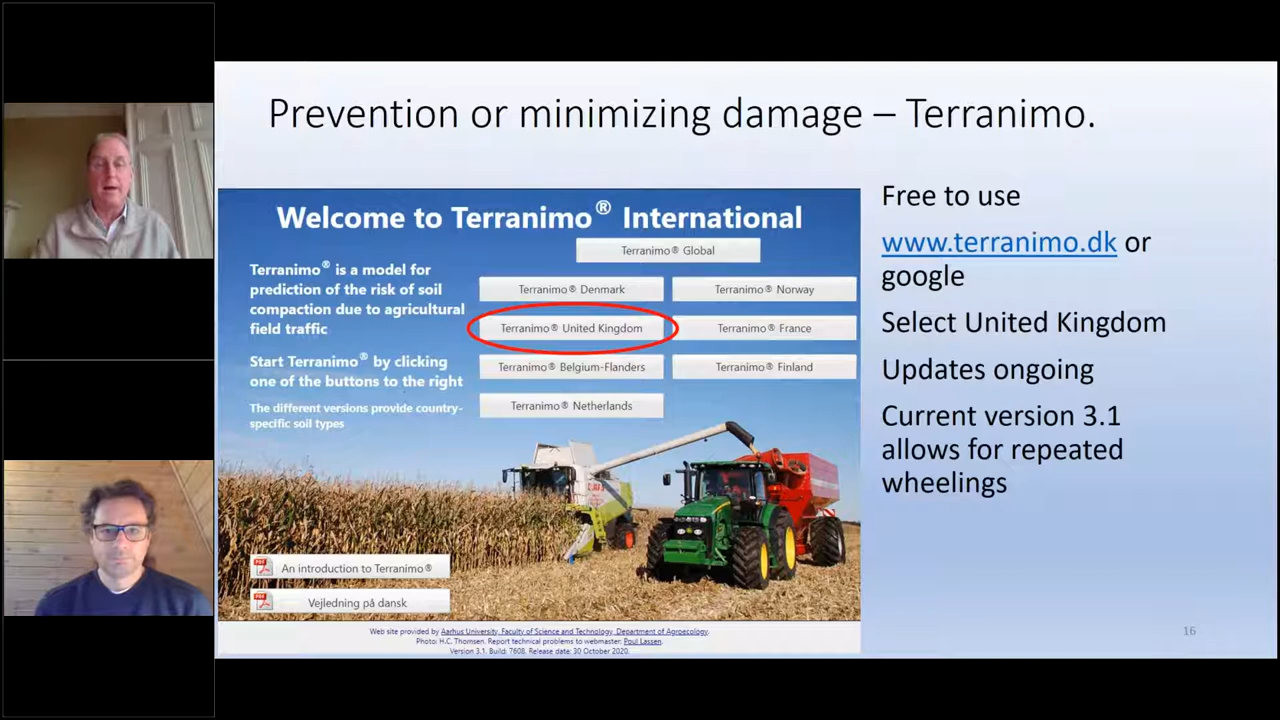 Prevention or minimizing damage – Terranimo.
Welcome to Terranimo® International
Terranimo® Global
Terranimo® is a model for
prediction of the risk of soil
compaction due to agricultural
field traffic
Start Terranimo® by clicking
one of the buttons to the right
The different versions provide country-
specific soil types
Terranimo® Denmark
Terranimo® Norway
Terranimo® United Kingdom
Terranimo® France
Terranimo® Belgium-Flanders
Terranimo® Finland
Terranimo® Netherlands
An introduction to Terranimo®
Vejledning på dansk
Web site provided by Aarhus University, Faculty of Science and Technology, Department of Agroecology.
Photo: H.C. Thomsen. Report technical problems to webmaster: Poul Lassen.
Version 3.1. Build: 7608. Release date: 30 October 2020.
Free to use
www.terranimo.dk or
google
Select United Kingdom
Updates ongoing
Current version 3.1
allows for repeated
wheelings
16